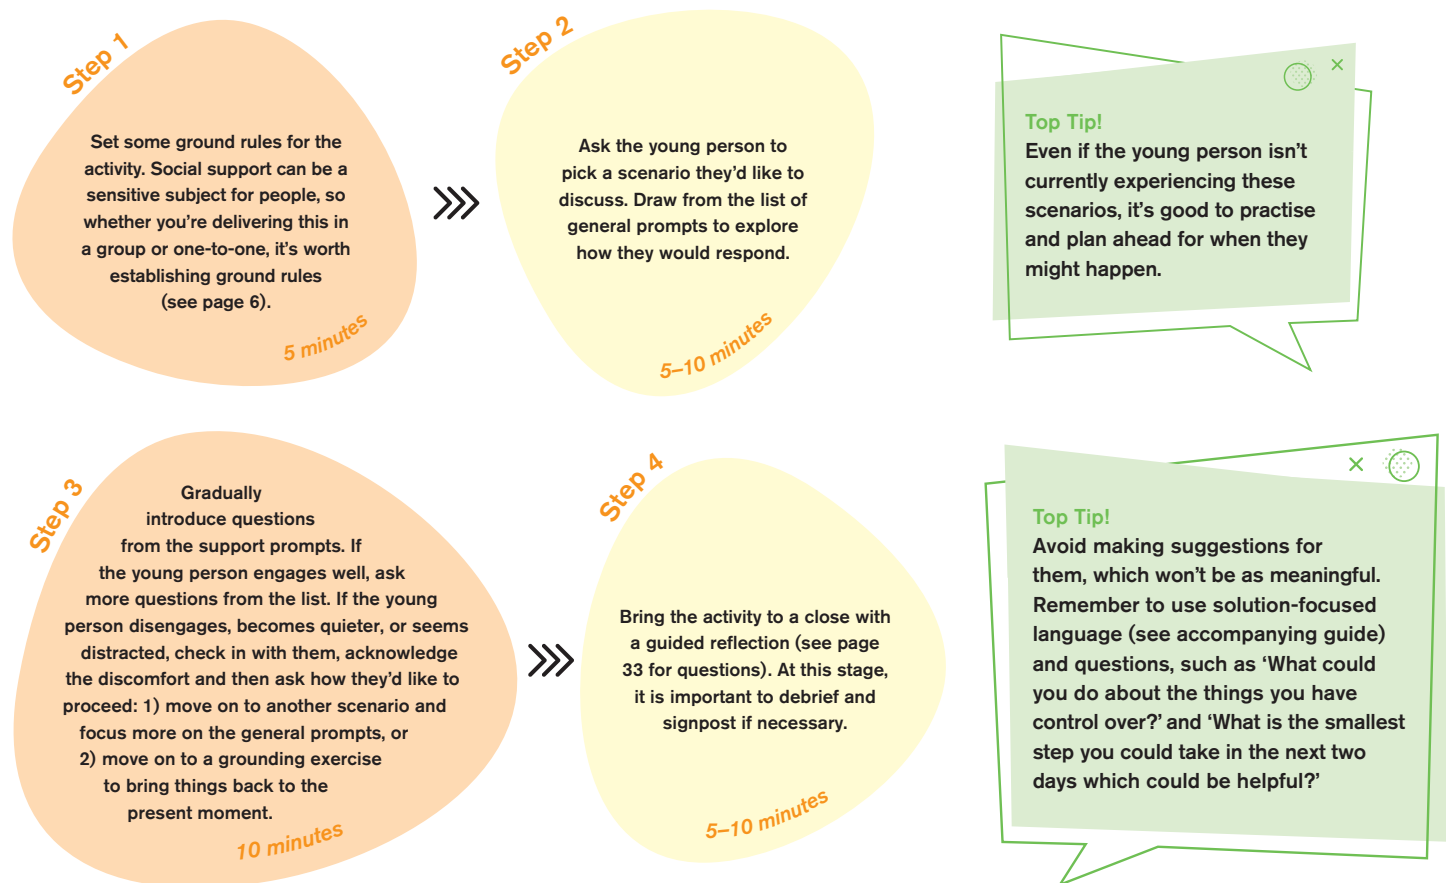 Step 1
Set some ground rules for the
activity. Social support can be a
sensitive subject for people, so
whether you’re delivering this in
a group or one-to-one, it’s worth
establishing ground rules
(see page 6).
5 minutes
Step 2
Ask the young person to
pick a scenario they’d like to
discuss. Draw from the list of
general prompts to explore
how they would respond.
5–10 minutes
Top Tip!
Even if the young person isn’t
currently experiencing these
scenarios, it’s good to practise
and plan ahead for when they
might happen.
Step 3
Gradually
introduce questions
from the support prompts. If
the young person engages well, ask
more questions from the list. If the young
person disengages, becomes quieter, or seems
distracted, check in with them, acknowledge
the discomfort and then ask how they’d like to
proceed: 1) move on to another scenario and
focus more on the general prompts, or
2) move on to a grounding exercise
to bring things back to the
present moment.
10 minutes
Step 4
Bring the activity to a close with
a guided reflection (see page
33 for questions). At this stage,
it is important to debrief and
signpost if necessary.
5–10 minutes
Top Tip!
Avoid making suggestions for
them, which won’t be as meaningful.
Remember to use solution-focused
language (see accompanying guide)
and questions, such as ‘What could
you do about the things you have
control over?’ and ‘What is the smallest
step you could take in the next two
days which could be helpful?’